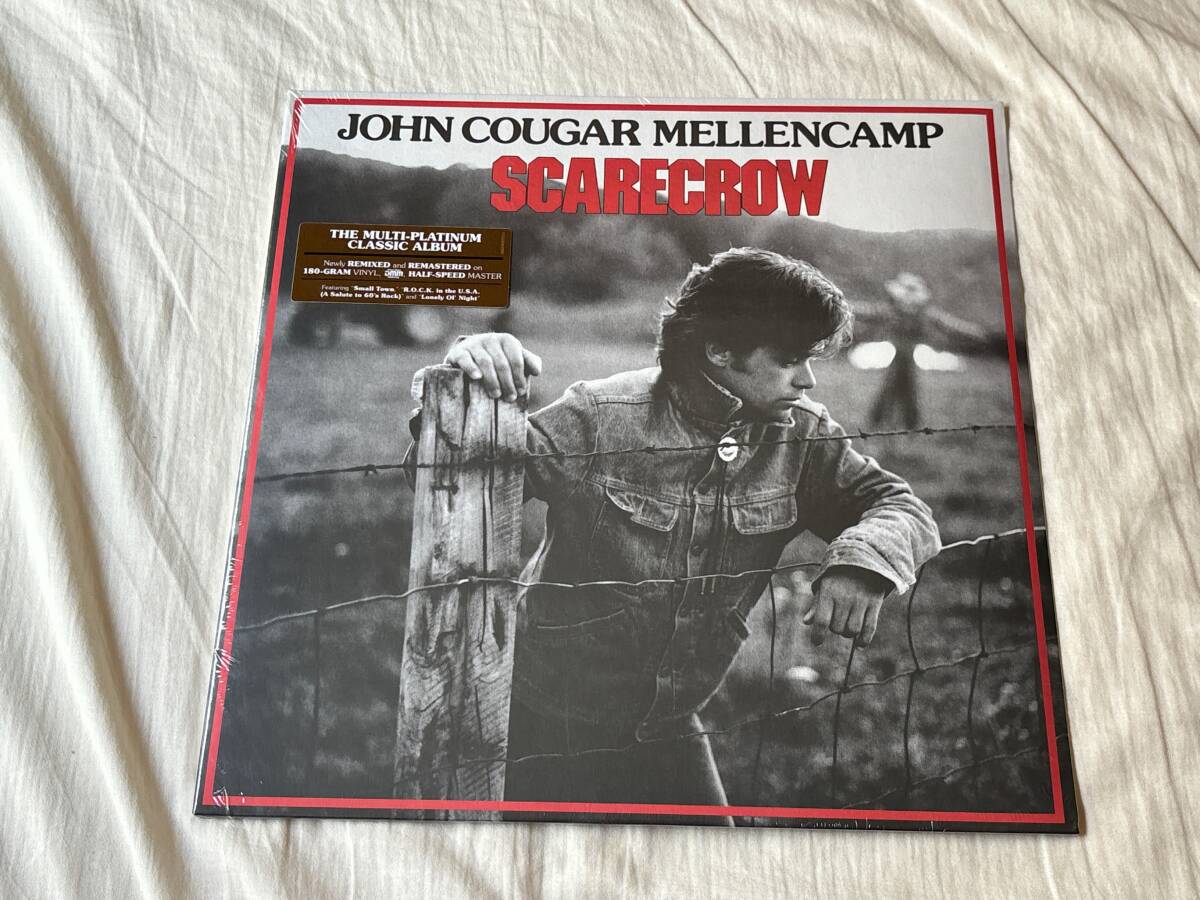 JOHN COUGAR MELLENCAMP
SCARECROW
THE MULTI-PLATINUM
CLASSIC ALBUM
Newly REMIXED and REMASTERED on
180-GRAM VINYL, DMM HALF-SPEED MASTER
Featuring "Small Town," "R.O.C.K. in the U.S.A.
(A Salute to 60's Rock)" and "Lonely Ol' Night"